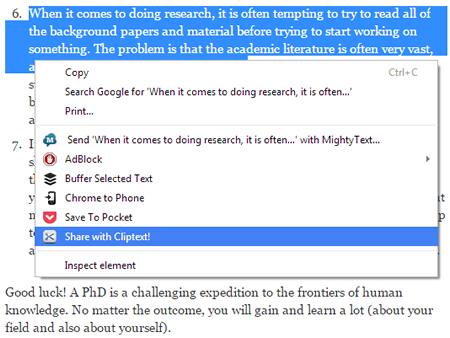 6. When it comes to doing research, it is often tempting to try to read all of
the background papers and material before trying to start working on
something. The problem is that the academic literature is often very vast,
Copy Ctrl+C
Search Google for 'When it comes to doing research, it is often...'
Print...
Send 'When it comes to doing research, it is often...' with MightyText...
AdBlock
Buffer Selected Text
Chrome to Phone
Save To Pocket
Share with Cliptext!
Inspect element
7.
Good luck! A PhD is a challenging expedition to the frontiers of human
knowledge. No matter the outcome, you will gain and learn a lot (about your
field and also about yourself).